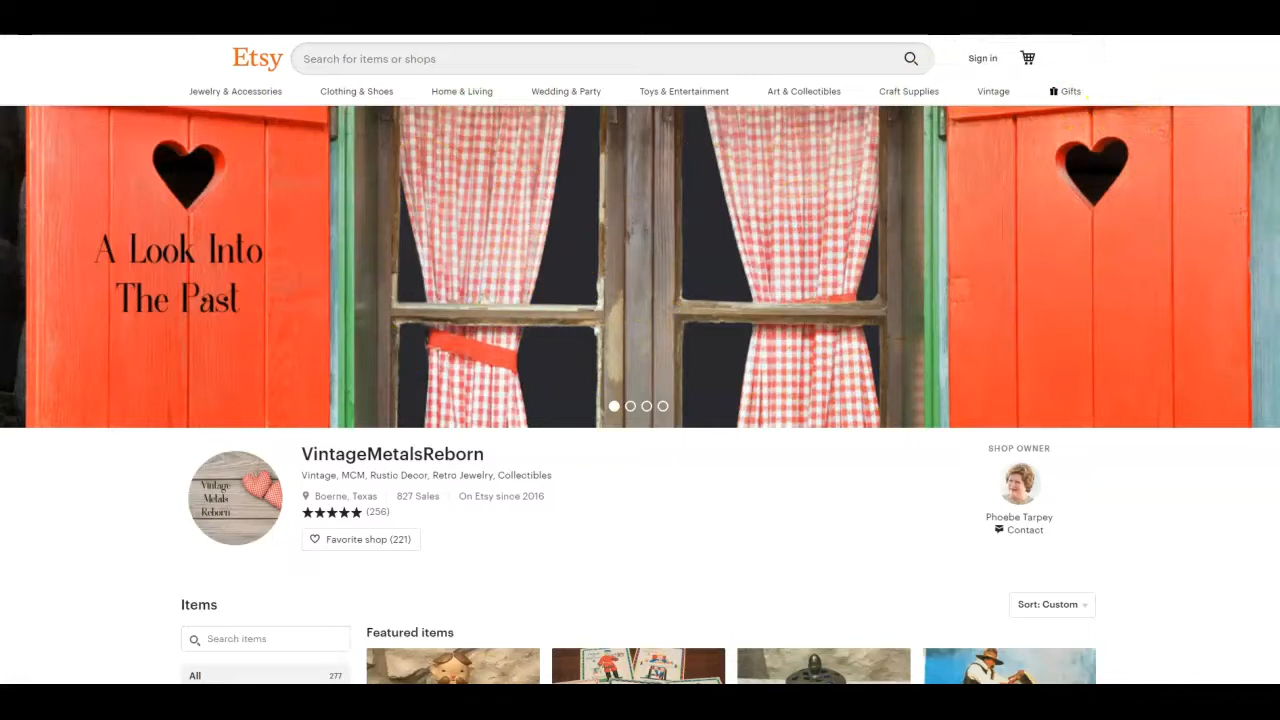 Etsy
Search for items or shops
Sign in
Jewelry & Accessories
Clothing & Shoes
Home & Living
Wedding & Party
Toys & Entertainment
Art & Collectibles
Craft Supplies
Vintage
Gifts
A Look Into
The Past
VintageMetalsReborn
Vintage, MCM, Rustic Decor, Retro Jewelry, Collectibles
Boerne, Texas
827 Sales
On Etsy since 2016
(256)
Favorite shop (221)
Vintage
Metals
Reborn
SHOP OWNER
Phoebe Tarpey
Contact
Items
Sort: Custom
Search items
Featured items
All
277